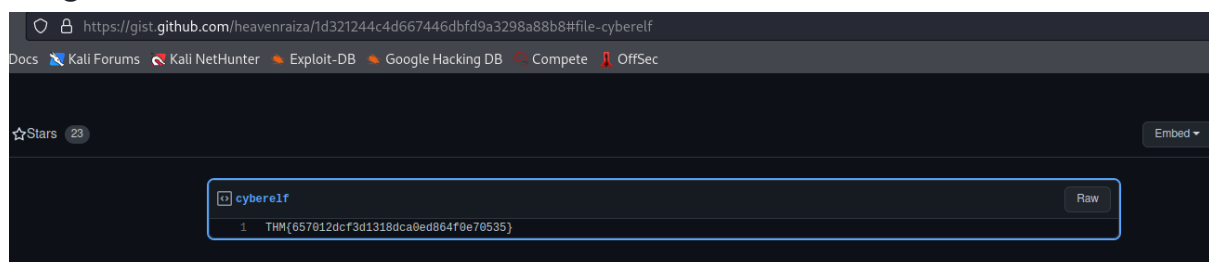 https://gist.github.com/heavenraiza/1d321244c4d667446dbfd9a3298a88b8#file-cyberelf
Docs Kali Forums Kali NetHunter Exploit-DB Google Hacking DB Compete OffSec
Stars 23
Embed
cyberelf
Raw
1 THM{657012dcf3d1318dca0ed864f0e70535}